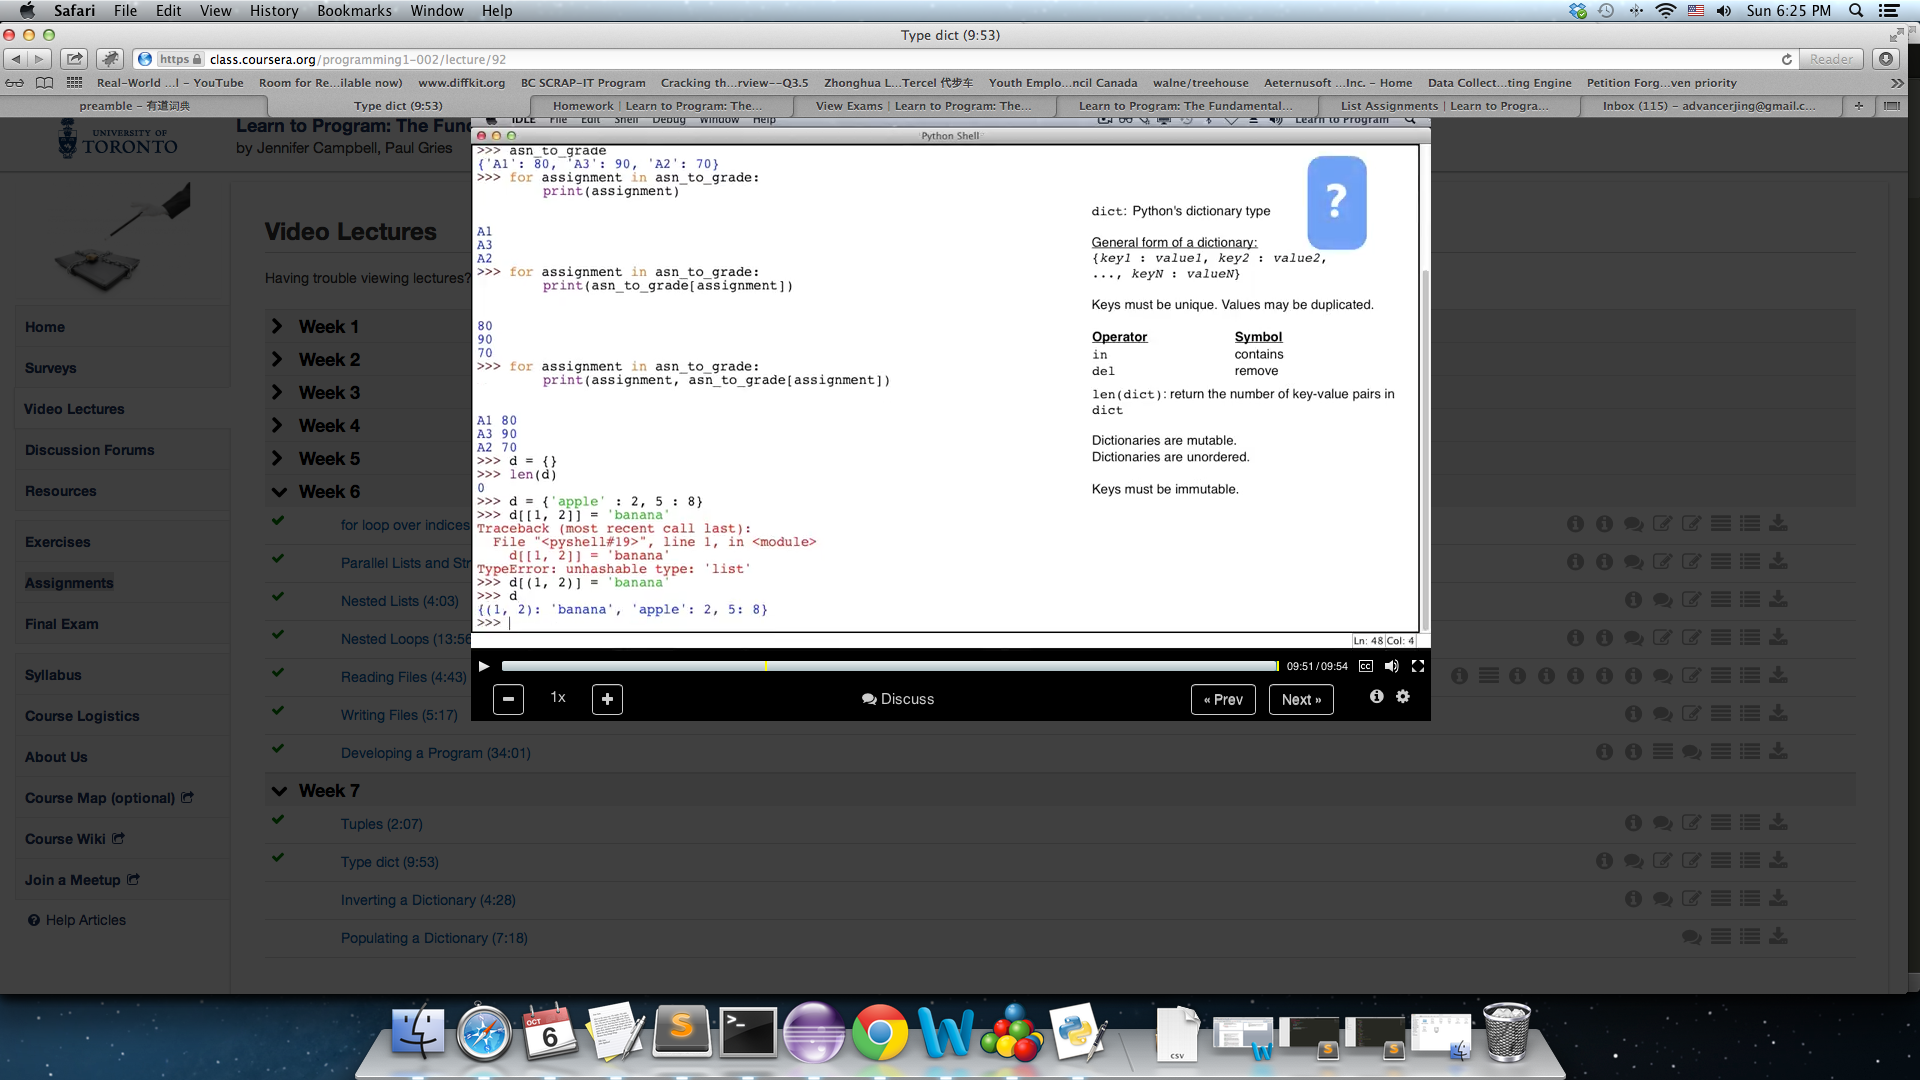 Safari File Edit View History Bookmarks Window Help Sun 6:25 PM
Type dict (9:53)
https class.coursera.org/programming1-002/lecture/92 Reader
Real-World ...l – YouTube Room for Re...ilable now) www.diffkit.org BC SCRAP-IT Program Cracking th...rview--Q3.5 Zhonghua L...Tercel 代步车 Youth Emplo...ncil Canada walne/treehouse Aeternusoft ...Inc. – Home Data Collect...ting Engine Petition Forg...ven priority
preamble – 有道词典 Type dict (9:53) Homework | Learn to Program: The... View Exams | Learn to Program: The... Learn to Program: The Fundamental... List Assignments | Learn to Progra... Inbox (115) – advancerjing@gmail.c...
UNIVERSITY OF
TORONTO
Learn to Program: The Fund
by Jennifer Campbell, Paul Gries
Home
Surveys
Video Lectures
Discussion Forums
Resources
Exercises
Assignments
Final Exam
Syllabus
Course Logistics
About Us
Course Map (optional)
Course Wiki
Join a Meetup
Help Articles
Video Lectures
Having trouble viewing lectures?
Week 1
Week 2
Week 3
Week 4
Week 5
Week 6
for loop over indices
Parallel Lists and Str
Nested Lists (4:03)
Nested Loops (13:56
Reading Files (4:43)
Writing Files (5:17)
Developing a Program (34:01)
Week 7
Tuples (2:07)
Type dict (9:53)
Inverting a Dictionary (4:28)
Populating a Dictionary (7:18)
IDLE File Edit Shell Debug Window Help Learn to Program
Python Shell
>>> asn_to_grade
{'A1': 80, 'A3': 90, 'A2': 70}
>>> for assignment in asn_to_grade:
print(assignment)
A1
A3
A2
>>> for assignment in asn_to_grade:
print(asn_to_grade[assignment])
80
90
70
>>> for assignment in asn_to_grade:
print(assignment, asn_to_grade[assignment])
A1 80
A3 90
A2 70
>>> d = {}
>>> len(d)
0
>>> d = {'apple' : 2, 5 : 8}
>>> d[[1, 2]] = 'banana'
Traceback (most recent call last):
File "<pyshell#19>", line 1, in <module>
d[[1, 2]] = 'banana'
TypeError: unhashable type: 'list'
>>> d[(1, 2)] = 'banana'
>>> d
{(1, 2): 'banana', 'apple': 2, 5: 8}
>>>
?
dict: Python's dictionary type
General form of a dictionary:
{key1 : value1, key2 : value2,
..., keyN : valueN}
Keys must be unique. Values may be duplicated.
Operator Symbol
in contains
del remove
len(dict): return the number of key-value pairs in
dict
Dictionaries are mutable.
Dictionaries are unordered.
Keys must be immutable.
Ln: 48 Col: 4
09:51 / 09:54 CC
1x Discuss « Prev Next »
OCT
6
CSV